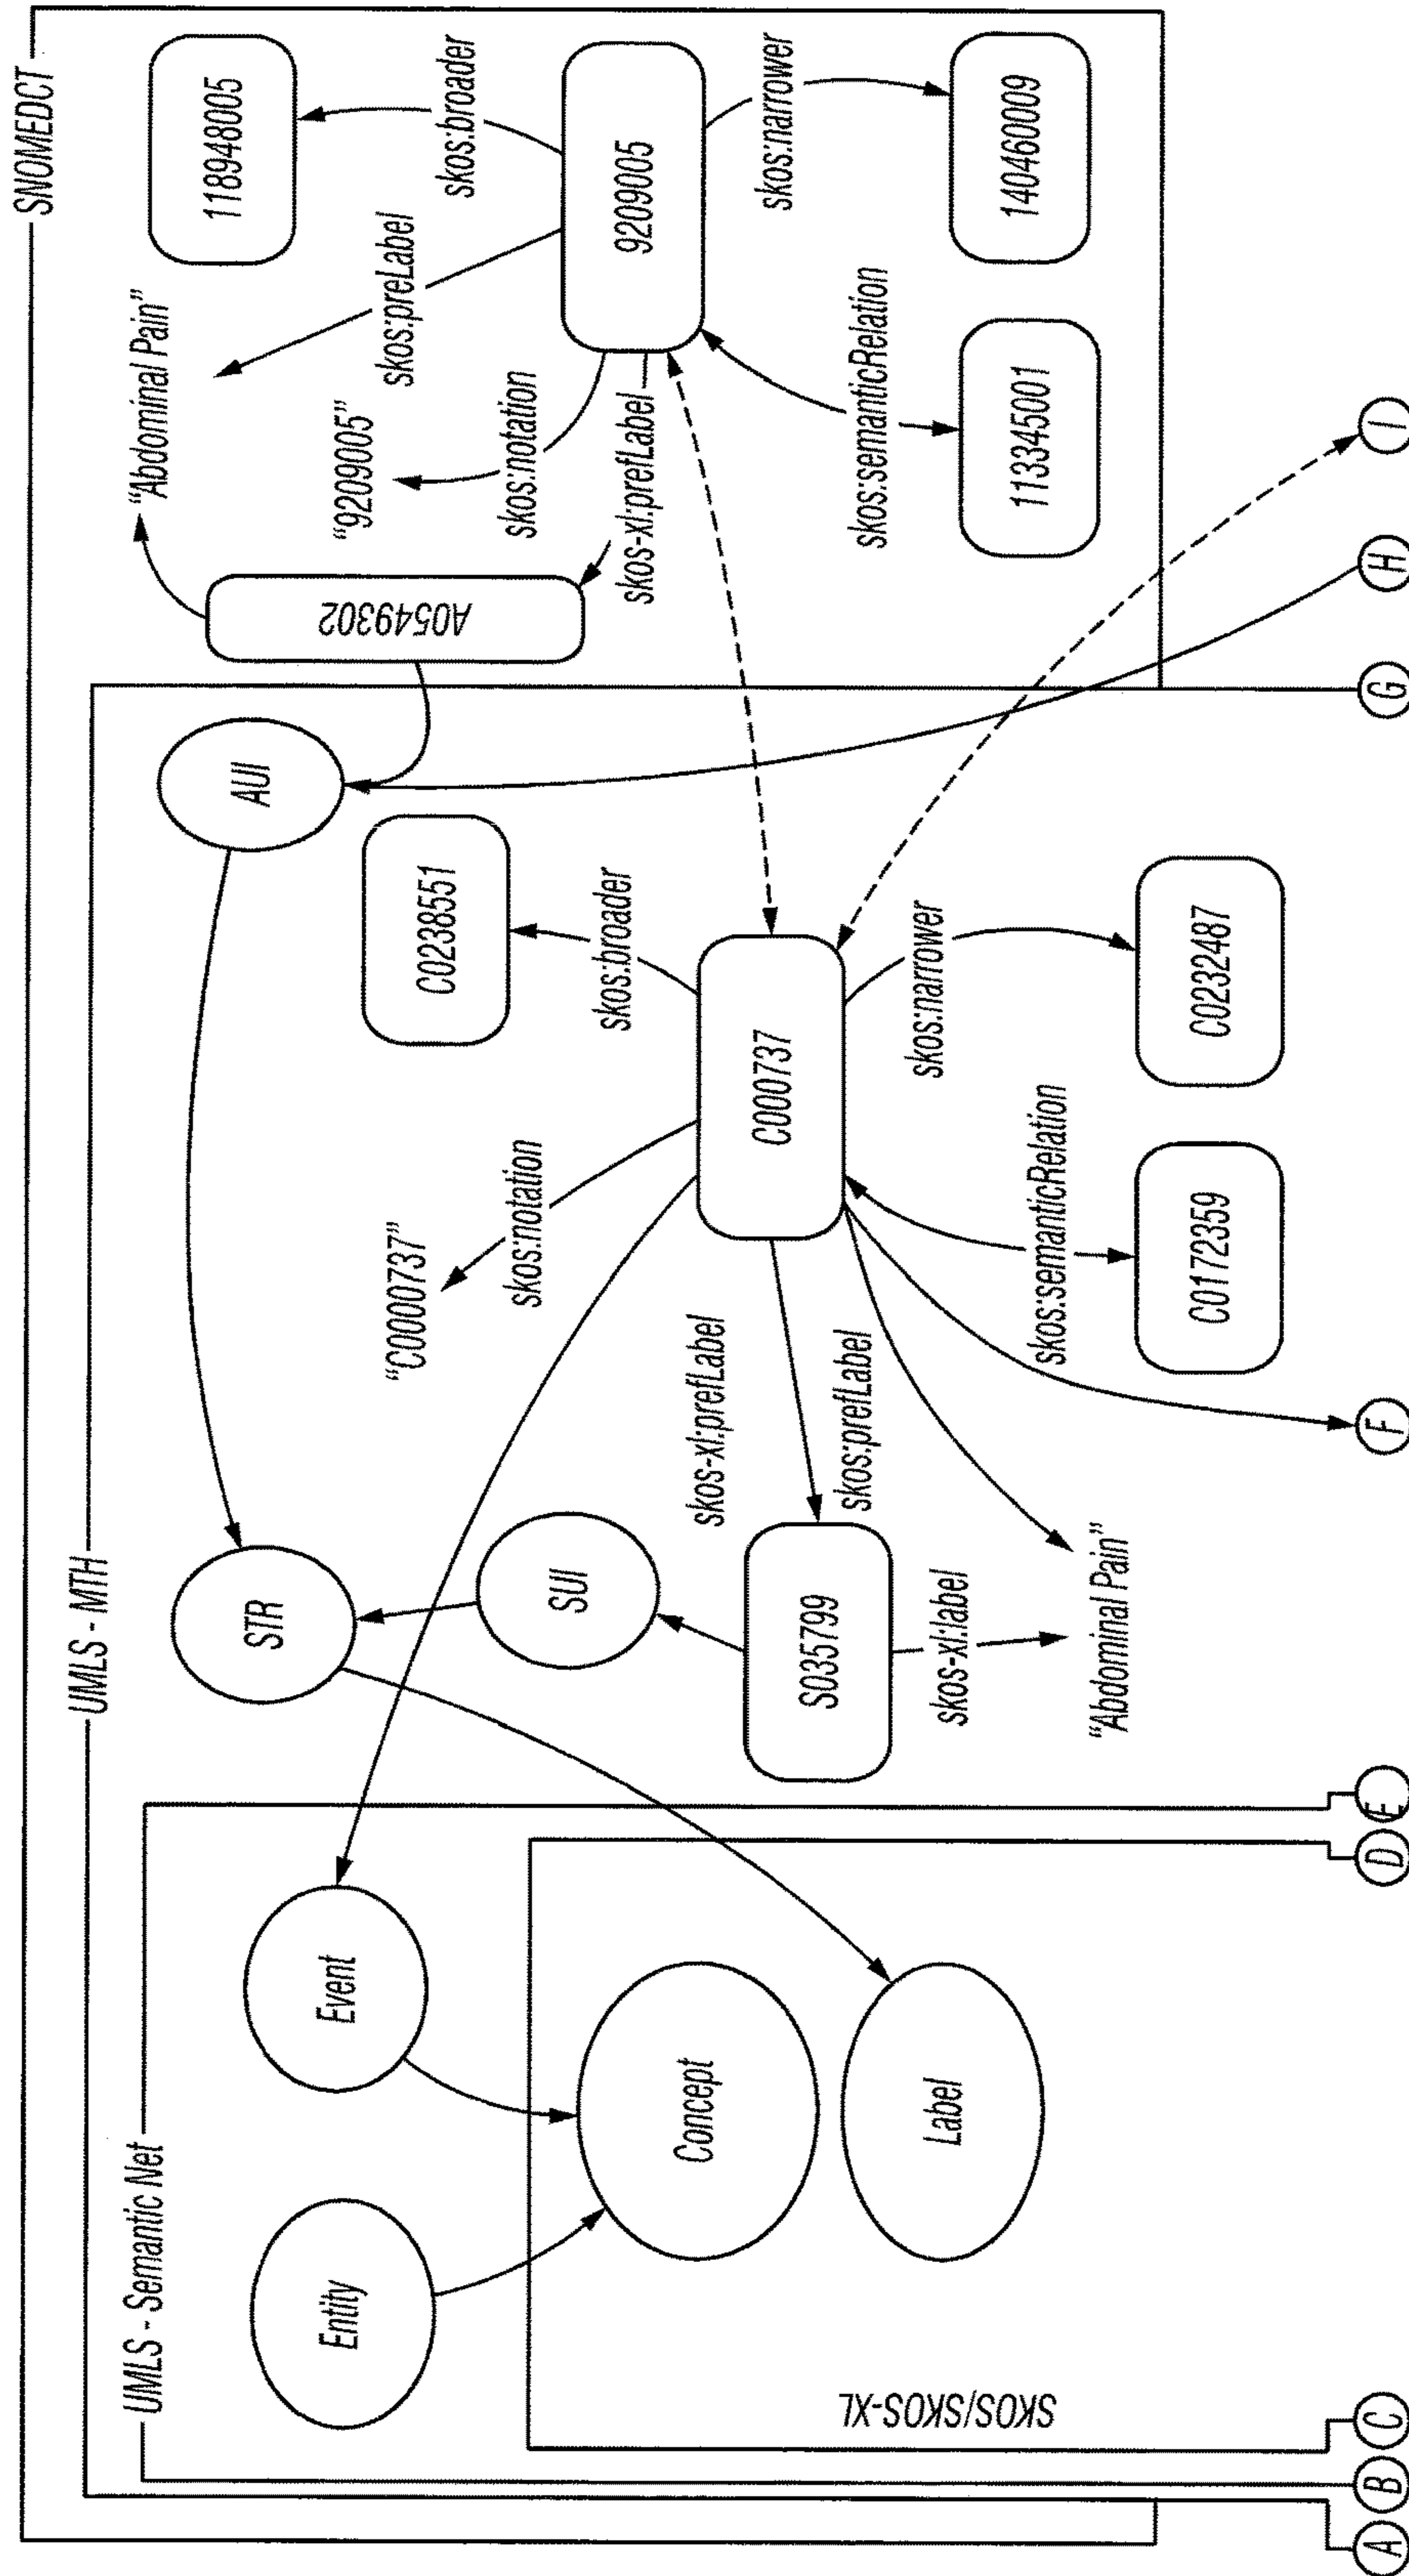 SNOMEDCT
UMLS - MTH
UMLS - Semantic Net
SKOS/SKOS-XL
Entity
Event
Concept
Label
STR
SUI
AUI
S035799
"Abdominal Pain"
skos-xl:label
skos-xl:prefLabel
skos:prefLabel
"C000737"
skos:notation
C000737
skos:broader
C0238551
skos:semanticRelation
C0172359
skos:narrower
C0232487
A0549302
"Abdominal Pain"
"9209005"
skos:notation
skos-xl:prefLabel
skos:preLabel
9209005
skos:broader
118948005
skos:semanticRelation
113345001
skos:narrower
14046009
A
B
C
D
E
F
G
H
I